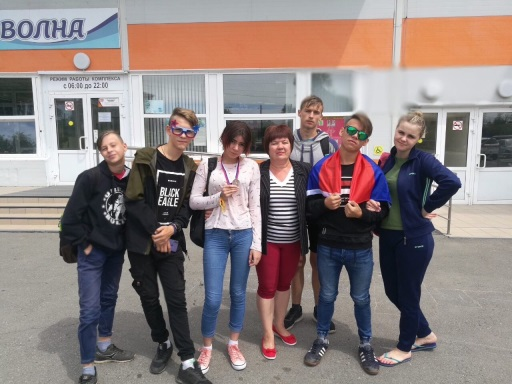 ВОЛНА
РЕЖИМ РАБОТЫ КОМПЛЕКСА
с 06:00 до 22:00
BLACK
EAGLE